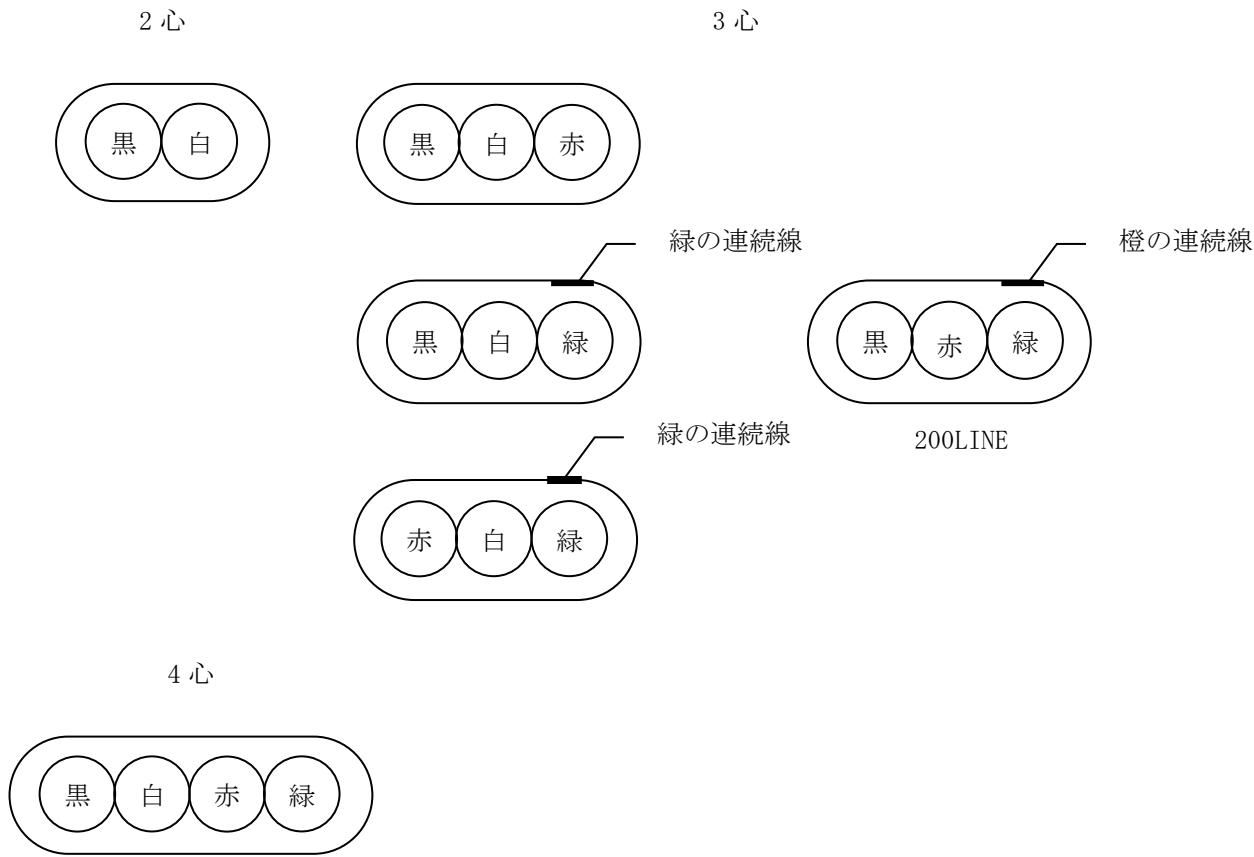 2心
3心
黒 白
黒 白 赤
緑の連続線
橙の連続線
黒 白 緑
黒 赤 緑
緑の連続線
200LINE
赤 白 緑
4心
黒 白 赤 緑